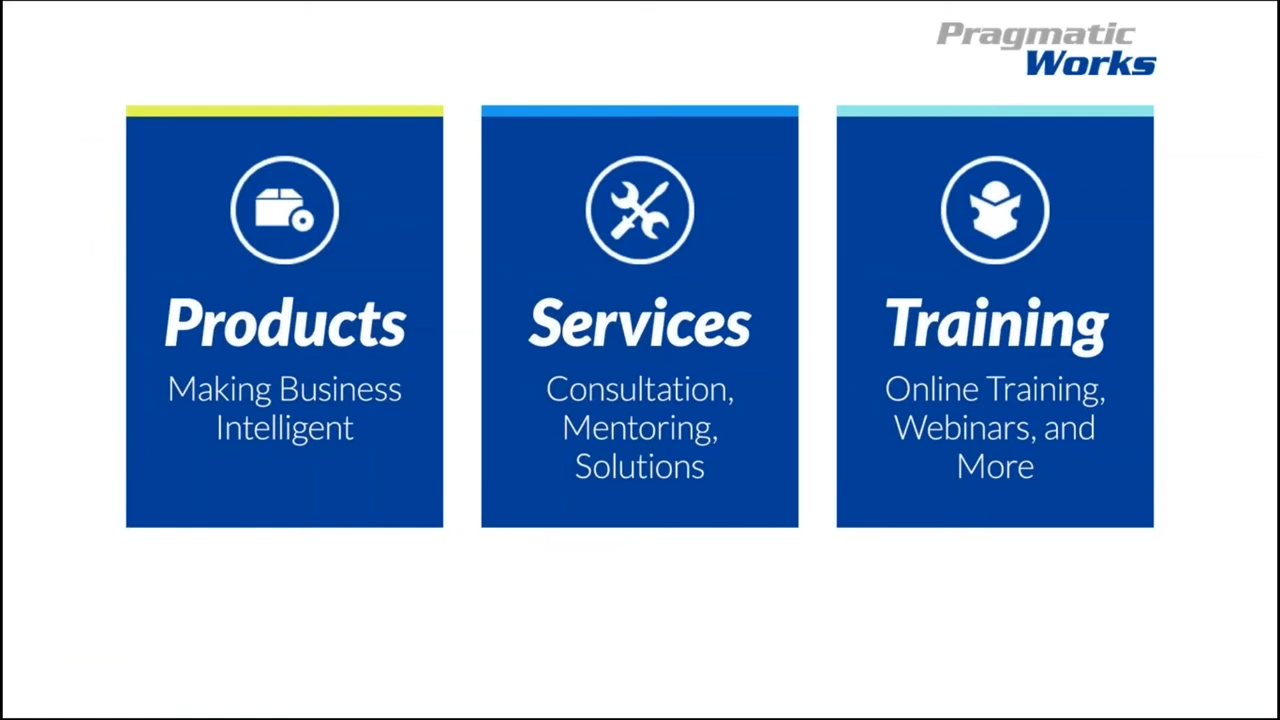 Pragmatic
Works
Products
Making Business
Intelligent
Services
Consultation,
Mentoring,
Solutions
Training
Online Training,
Webinars, and
More